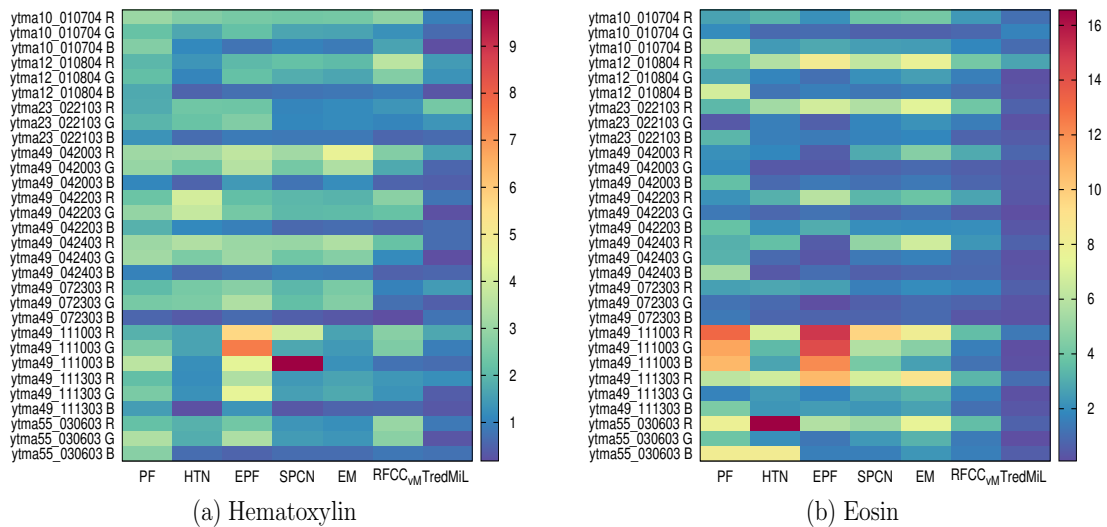 ytma10_010704 R
ytma10_010704 G
ytma10_010704 B
ytma12_010804 R
ytma12_010804 G
ytma12_010804 B
ytma23_022103 R
ytma23_022103 G
ytma23_022103 B
ytma49_042003 R
ytma49_042003 G
ytma49_042003 B
ytma49_042203 R
ytma49_042203 G
ytma49_042203 B
ytma49_042403 R
ytma49_042403 G
ytma49_042403 B
ytma49_072303 R
ytma49_072303 G
ytma49_072303 B
ytma49_111003 R
ytma49_111003 G
ytma49_111003 B
ytma49_111303 R
ytma49_111303 G
ytma49_111303 B
ytma55_030603 R
ytma55_030603 G
ytma55_030603 B
PF HTN EPF SPCN EM RFCC_vMTredMiL
9
8
7
6
5
4
3
2
1
(a) Hematoxylin
ytma10_010704 R
ytma10_010704 G
ytma10_010704 B
ytma12_010804 R
ytma12_010804 G
ytma12_010804 B
ytma23_022103 R
ytma23_022103 G
ytma23_022103 B
ytma49_042003 R
ytma49_042003 G
ytma49_042003 B
ytma49_042203 R
ytma49_042203 G
ytma49_042203 B
ytma49_042403 R
ytma49_042403 G
ytma49_042403 B
ytma49_072303 R
ytma49_072303 G
ytma49_072303 B
ytma49_111003 R
ytma49_111003 G
ytma49_111003 B
ytma49_111303 R
ytma49_111303 G
ytma49_111303 B
ytma55_030603 R
ytma55_030603 G
ytma55_030603 B
PF HTN EPF SPCN EM RFCC_vMTredMiL
16
14
12
10
8
6
4
2
(b) Eosin